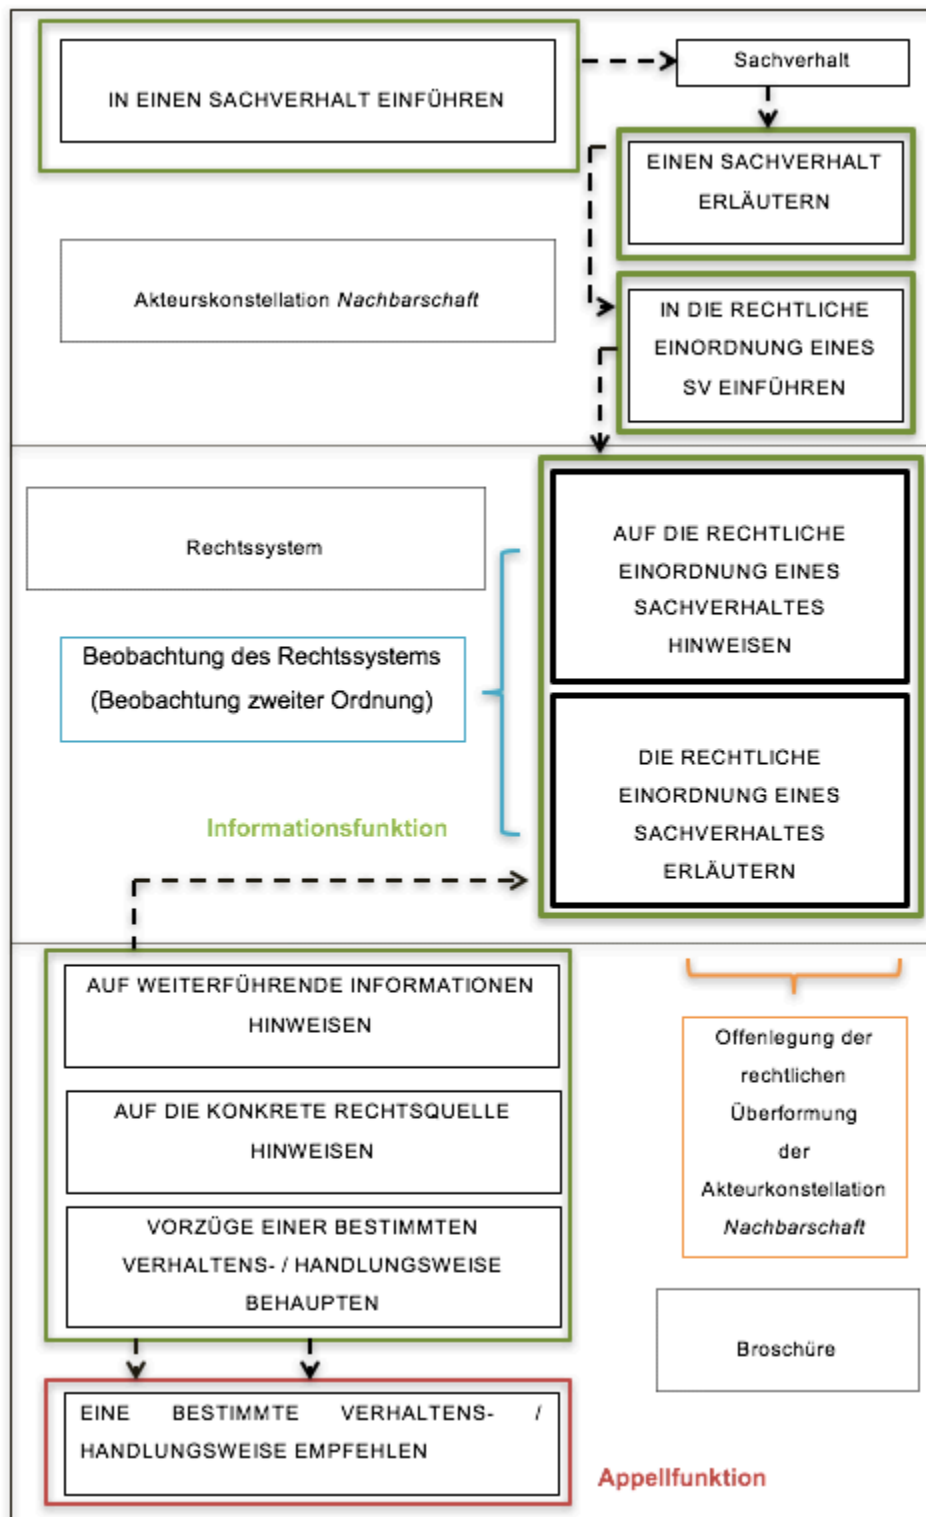 IN EINEN SACHVERHALT EINFÜHREN
Sachverhalt
EINEN SACHVERHALT
ERLÄUTERN
Akteurskonstellation Nachbarschaft
IN DIE RECHTLICHE
EINORDNUNG EINES
SV EINFÜHREN
Rechtssystem
AUF DIE RECHTLICHE
EINORDNUNG EINES
SACHVERHALTES
HINWEISEN
Beobachtung des Rechtssystems
(Beobachtung zweiter Ordnung)
DIE RECHTLICHE
EINORDNUNG EINES
SACHVERHALTES
ERLÄUTERN
Informationsfunktion
AUF WEITERFÜHRENDE INFORMATIONEN
HINWEISEN
AUF DIE KONKRETE RECHTSQUELLE
HINWEISEN
VORZÜGE EINER BESTIMMTEN
VERHALTENS- / HANDLUNGSWEISE
BEHAUPTEN
Offenlegung der
rechtlichen
Überformung
der
Akteurkonstellation
Nachbarschaft
Broschüre
EINE BESTIMMTE VERHALTENS- /
HANDLUNGSWEISE EMPFEHLEN
Appellfunktion